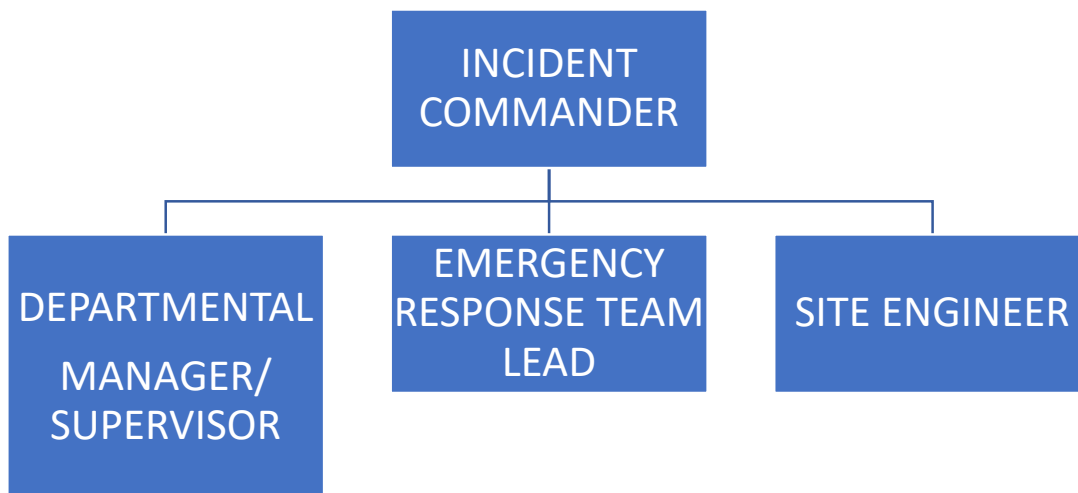 INCIDENT
COMMANDER
DEPARTMENTAL
MANAGER/
SUPERVISOR
EMERGENCY
RESPONSE TEAM
LEAD
SITE ENGINEER